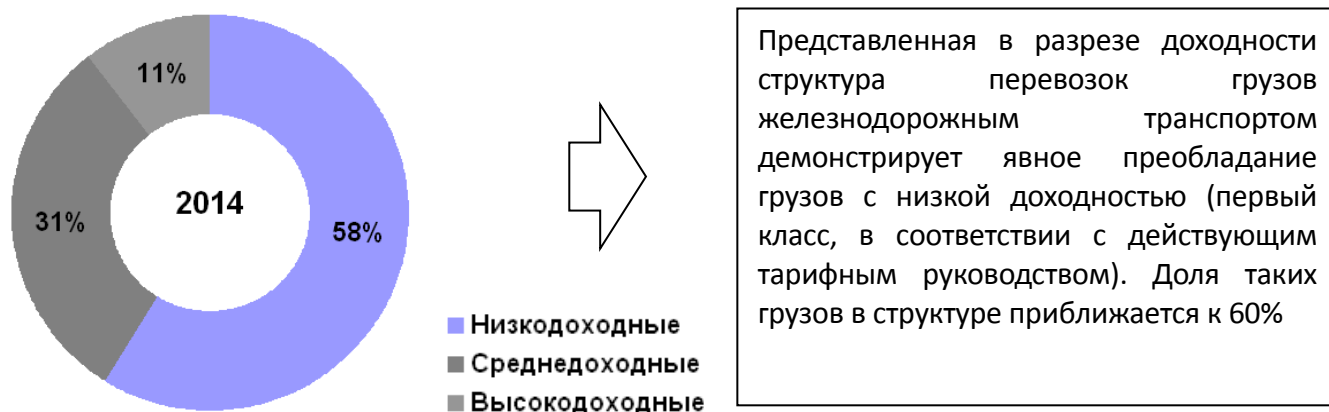 11%
31%
2014
58%
Низкодоходные
Среднедоходные
Высокодоходные
Представленная в разрезе доходности
структура перевозок грузов
железнодорожным транспортом
демонстрирует явное преобладание
грузов с низкой доходностью (первый
класс, в соответствии с действующим
тарифным руководством). Доля таких
грузов в структуре приближается к 60%